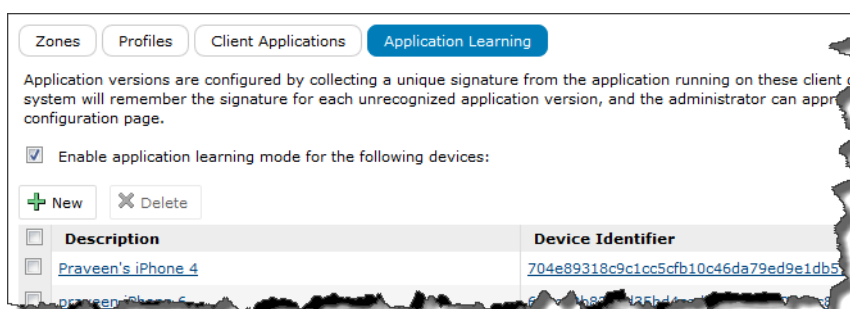 Zones Profiles Client Applications Application Learning
Application versions are configured by collecting a unique signature from the application running on these client
system will remember the signature for each unrecognized application version, and the administrator can appr
configuration page.
Enable application learning mode for the following devices:
New Delete
Description Device Identifier
Praveen's iPhone 4 704e89318c9c1cc5cfb10c46da79ed9e1db5